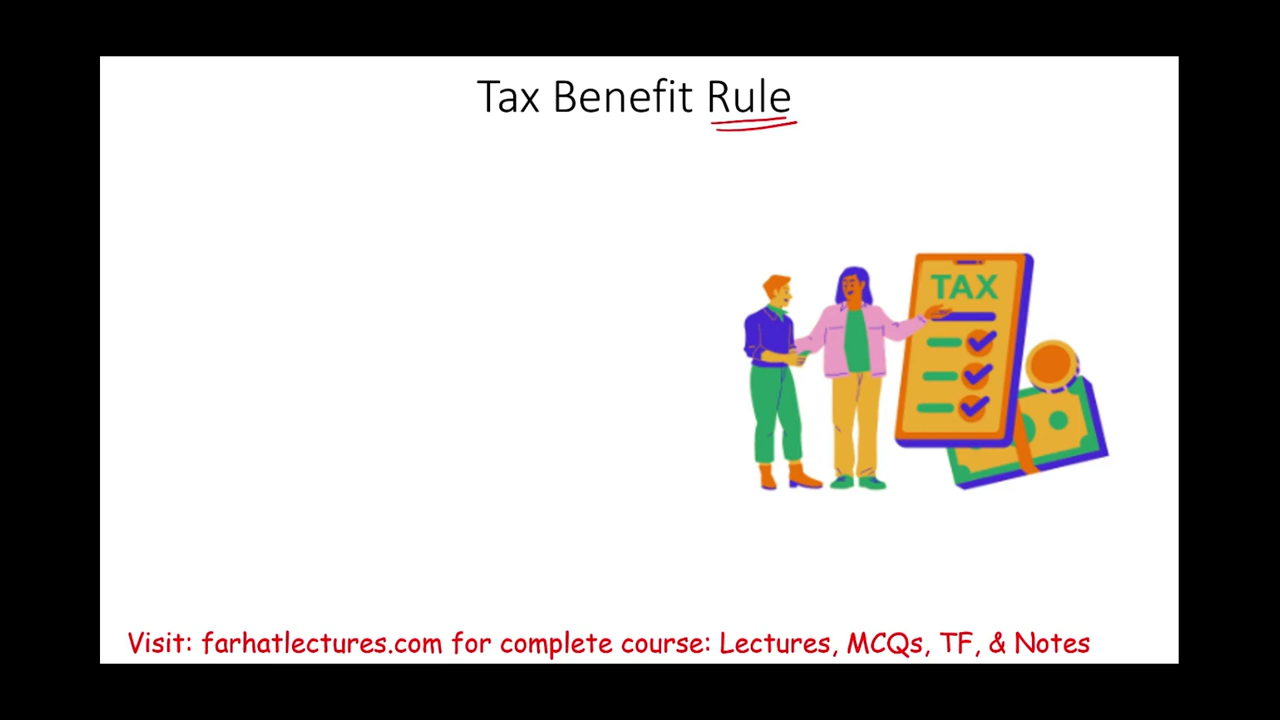 Tax Benefit Rule
TAX
Visit: farhatlectures.com for complete course: Lectures, MCQs, TF, & Notes